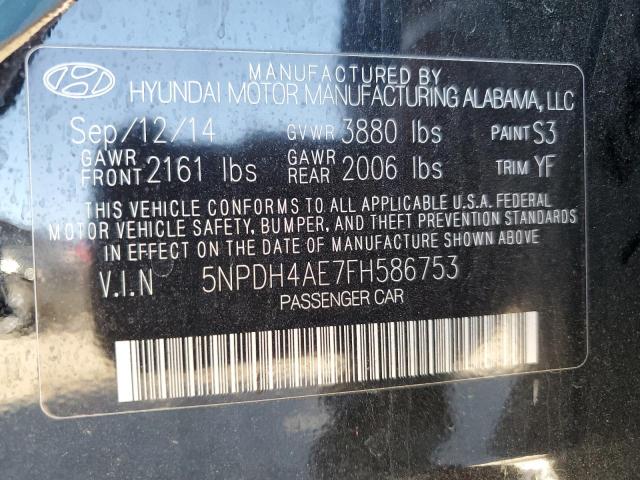 MANUFACTURED BY
HYUNDAI MOTOR MANUFACTURING ALABAMA, LLC
Sep/12/14 GVWR 3880 lbs PAINT S3
GAWR FRONT 2161 lbs GAWR REAR 2006 lbs TRIM YF
THIS VEHICLE CONFORMS TO ALL APPLICABLE U.S.A. FEDERAL
MOTOR VEHICLE SAFETY, BUMPER, AND THEFT PREVENTION STANDARDS
IN EFFECT ON THE DATE OF MANUFACTURE SHOWN ABOVE
V.I.N 5NPDH4AE7FH586753
PASSENGER CAR